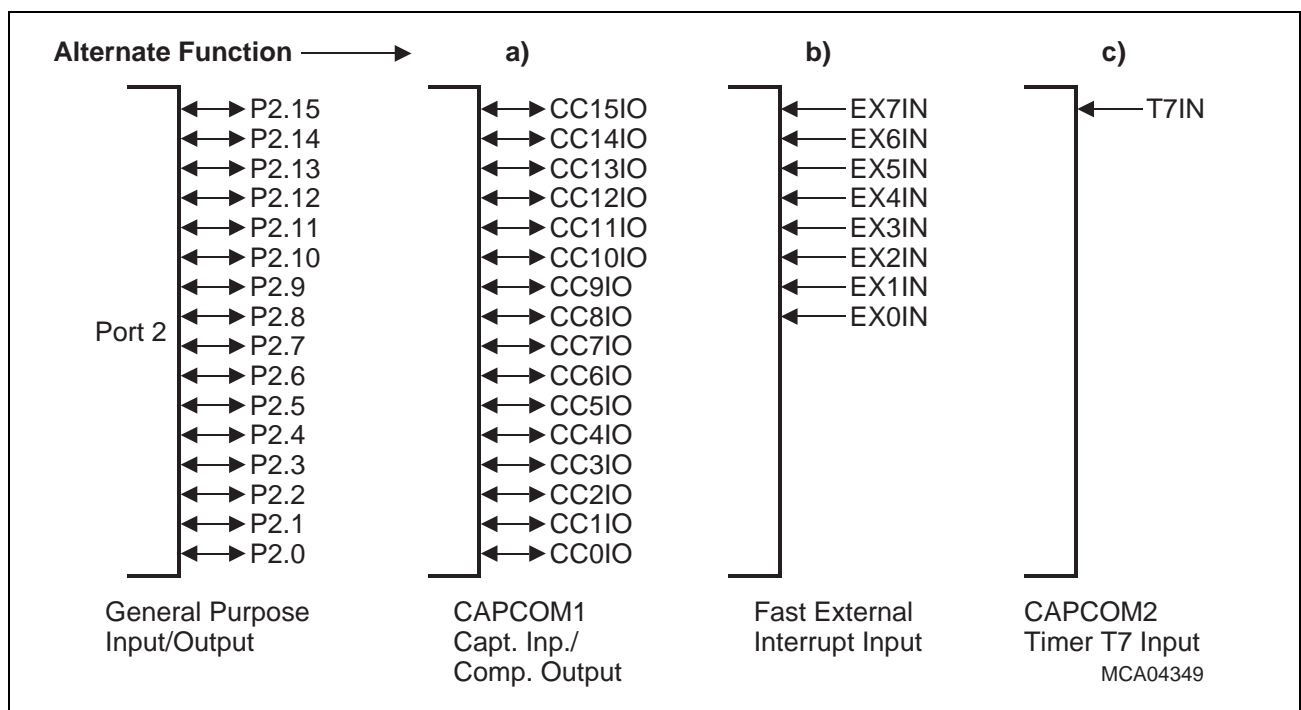 Alternate Function a) b) c)
P2.15 CC15IO EX7IN T7IN
P2.14 CC14IO EX6IN
P2.13 CC13IO EX5IN
P2.12 CC12IO EX4IN
P2.11 CC11IO EX3IN
P2.10 CC10IO EX2IN
P2.9 CC9IO EX1IN
Port 2 P2.8 CC8IO EX0IN
P2.7 CC7IO
P2.6 CC6IO
P2.5 CC5IO
P2.4 CC4IO
P2.3 CC3IO
P2.2 CC2IO
P2.1 CC1IO
P2.0 CC0IO
General Purpose CAPCOM1 Fast External CAPCOM2
Input/Output Capt. Inp./ Interrupt Input Timer T7 Input
Comp. Output MCA04349